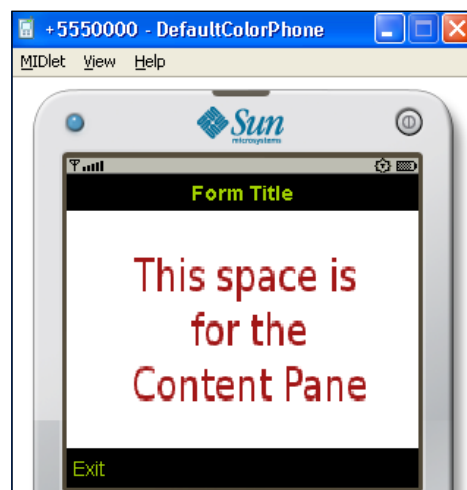 +5550000 - DefaultColorPhone
MIDlet View Help
Sun
microsystems
Form Title
This space is
for the
Content Pane
Exit